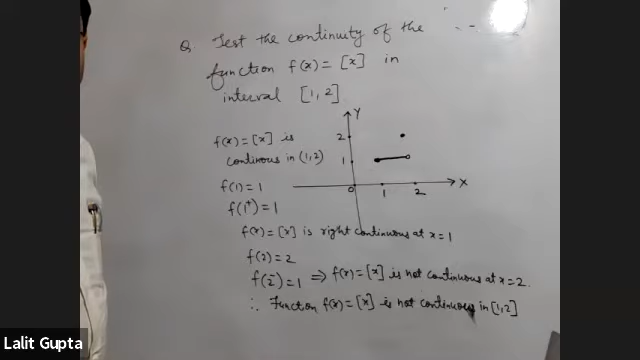 Q. Test the continuity of the
function f(x) = [x] in
interval [1, 2]
f(x) = [x] is
continous in (1, 2)
f(1) = 1
f(1⁺) = 1
f(x) = [x] is right continuous at x = 1
f(2) = 2
f(2⁻) = 1 ⇒ f(x) = [x] is not continuous at x = 2.
∴ Function f(x) = [x] is not continuous in [1, 2]
Y
2
1
0
1
2
X
Lalit Gupta